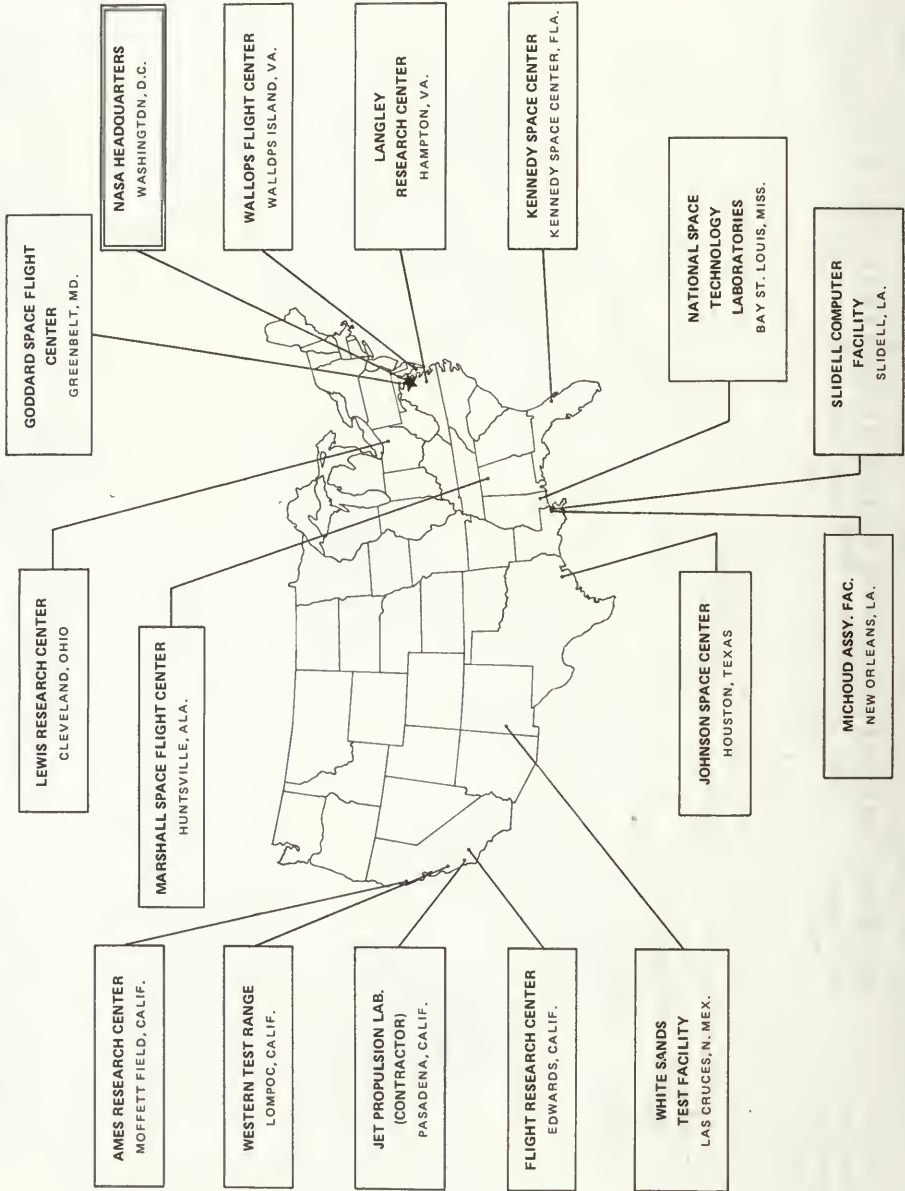 GODDARD SPACE FLIGHT
CENTER
GREENBELT, MD.
NASA HEADQUARTERS
WASHINGTDN, D.C.
WALLOPS FLIGHT CENTER
WALLDPS ISLAND, VA.
LANGLEY
RESEARCH CENTER
HAMPTON, VA.
KENNEDY SPACE CENTER
KENNEDY SPACE CENTER, FLA.
NATIONAL SPACE
TECHNOLOGY
LABORATORIES
BAY ST. LOUIS, MISS.
SLIDELL COMPUTER
FACILITY
SLIDELL, LA.
LEWIS RESEARCH CENTER
CLEVELAND, OHIO
MARSHALL SPACE FLIGHT CENTER
HUNTSVILLE, ALA.
JOHNSON SPACE CENTER
HOUSTON, TEXAS
MICHOUD ASSY. FAC.
NEW ORLEANS, LA.
AMES RESEARCH CENTER
MOFFETT FIELD, CALIF.
WESTERN TEST RANGE
LOMPOC, CALIF.
JET PROPULSION LAB.
(CONTRACTOR)
PASADENA, CALIF.
FLIGHT RESEARCH CENTER
EDWARDS, CALIF.
WHITE SANDS
TEST FACILITY
LAS CRUCES, N. MEX.